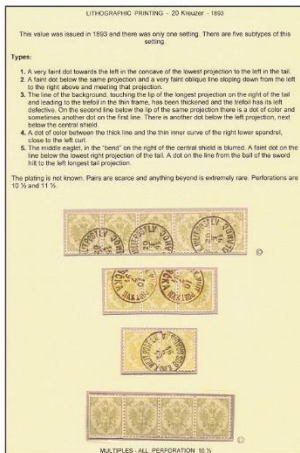 LITHOGRAPHIC PRINTING - 20 Kreuzer - 1893
This value was issued in 1893 and there was only one setting. There are five subtypes of this
setting.
Types:
1. A very faint dot towards the left in the concave of the lowest projection to the left in the tail.
2. A faint dot below the same projection and a very faint oblique line sloping down from the left
to the right above and meeting that projection.
3. The line of the background, touching the lip of the longest projection on the right of the tail
and leading to the trefoil in the thin frame, has been thickened and the trefoil has its left
defective. On the second line below the lip of the same projection there is a dot of color and
sometimes another dot on the first line. There is another dot below the left projection, next
below the central shield.
4. A dot of color between the thick line and the thin inner curve of the right lower spandrel,
close to the left curl.
5. The middle eaglet, in the "bend" on the right of the central shield is blurred. A faint dot on the
line below the lowest right projection of the tail. A dot on the line from the ball of the sword
hilt to the left longest tail projection.
The plating is not known. Pairs are scarce and anything beyond is extremely rare. Perforations are
10 ½ and 11 ½.
MULTIPLES - ALL PERFORATION 10 ½